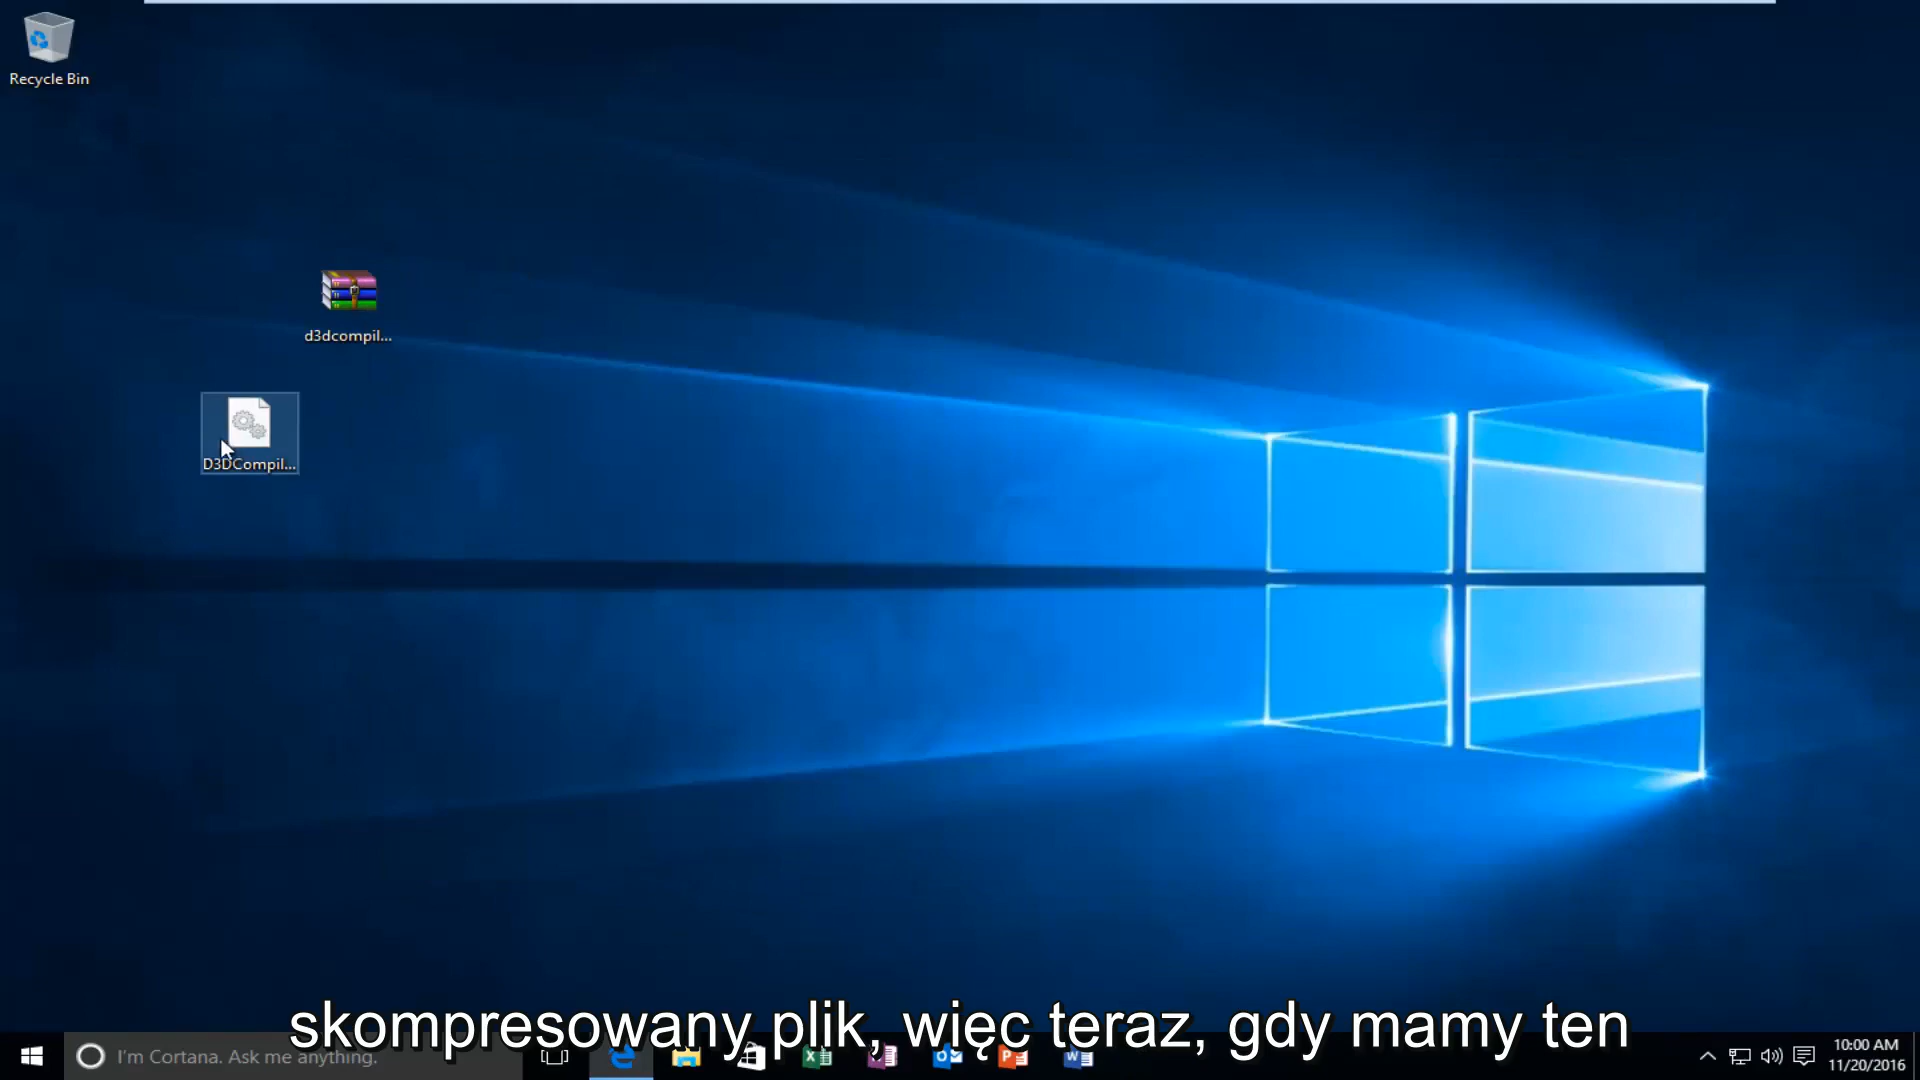 Recycle Bin
d3dcompil...
D3DCompil...
skompresowany plik, więc teraz, gdy mamy ten
I'm Cortana. Ask me anything.
10:00 AM
11/20/2016